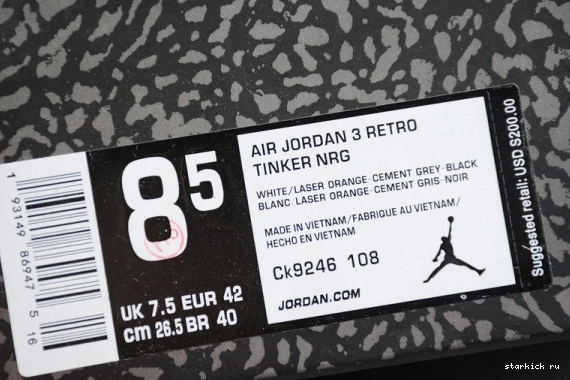 1 93149 86947 5 16
8.5
UK 7.5 EUR 42
CM 26.5 BR 40
AIR JORDAN 3 RETRO
TINKER NRG
WHITE/LASER ORANGE-CEMENT GREY-BLACK
BLANC/LASER ORANGE-CEMENT GRIS-NOIR
MADE IN VIETNAM/FABRIQUE AU VIETNAM/
HECHO EN VIETNAM
Ck9246 108
JORDAN.COM
Suggested retail: USD $200.00
starkick ru